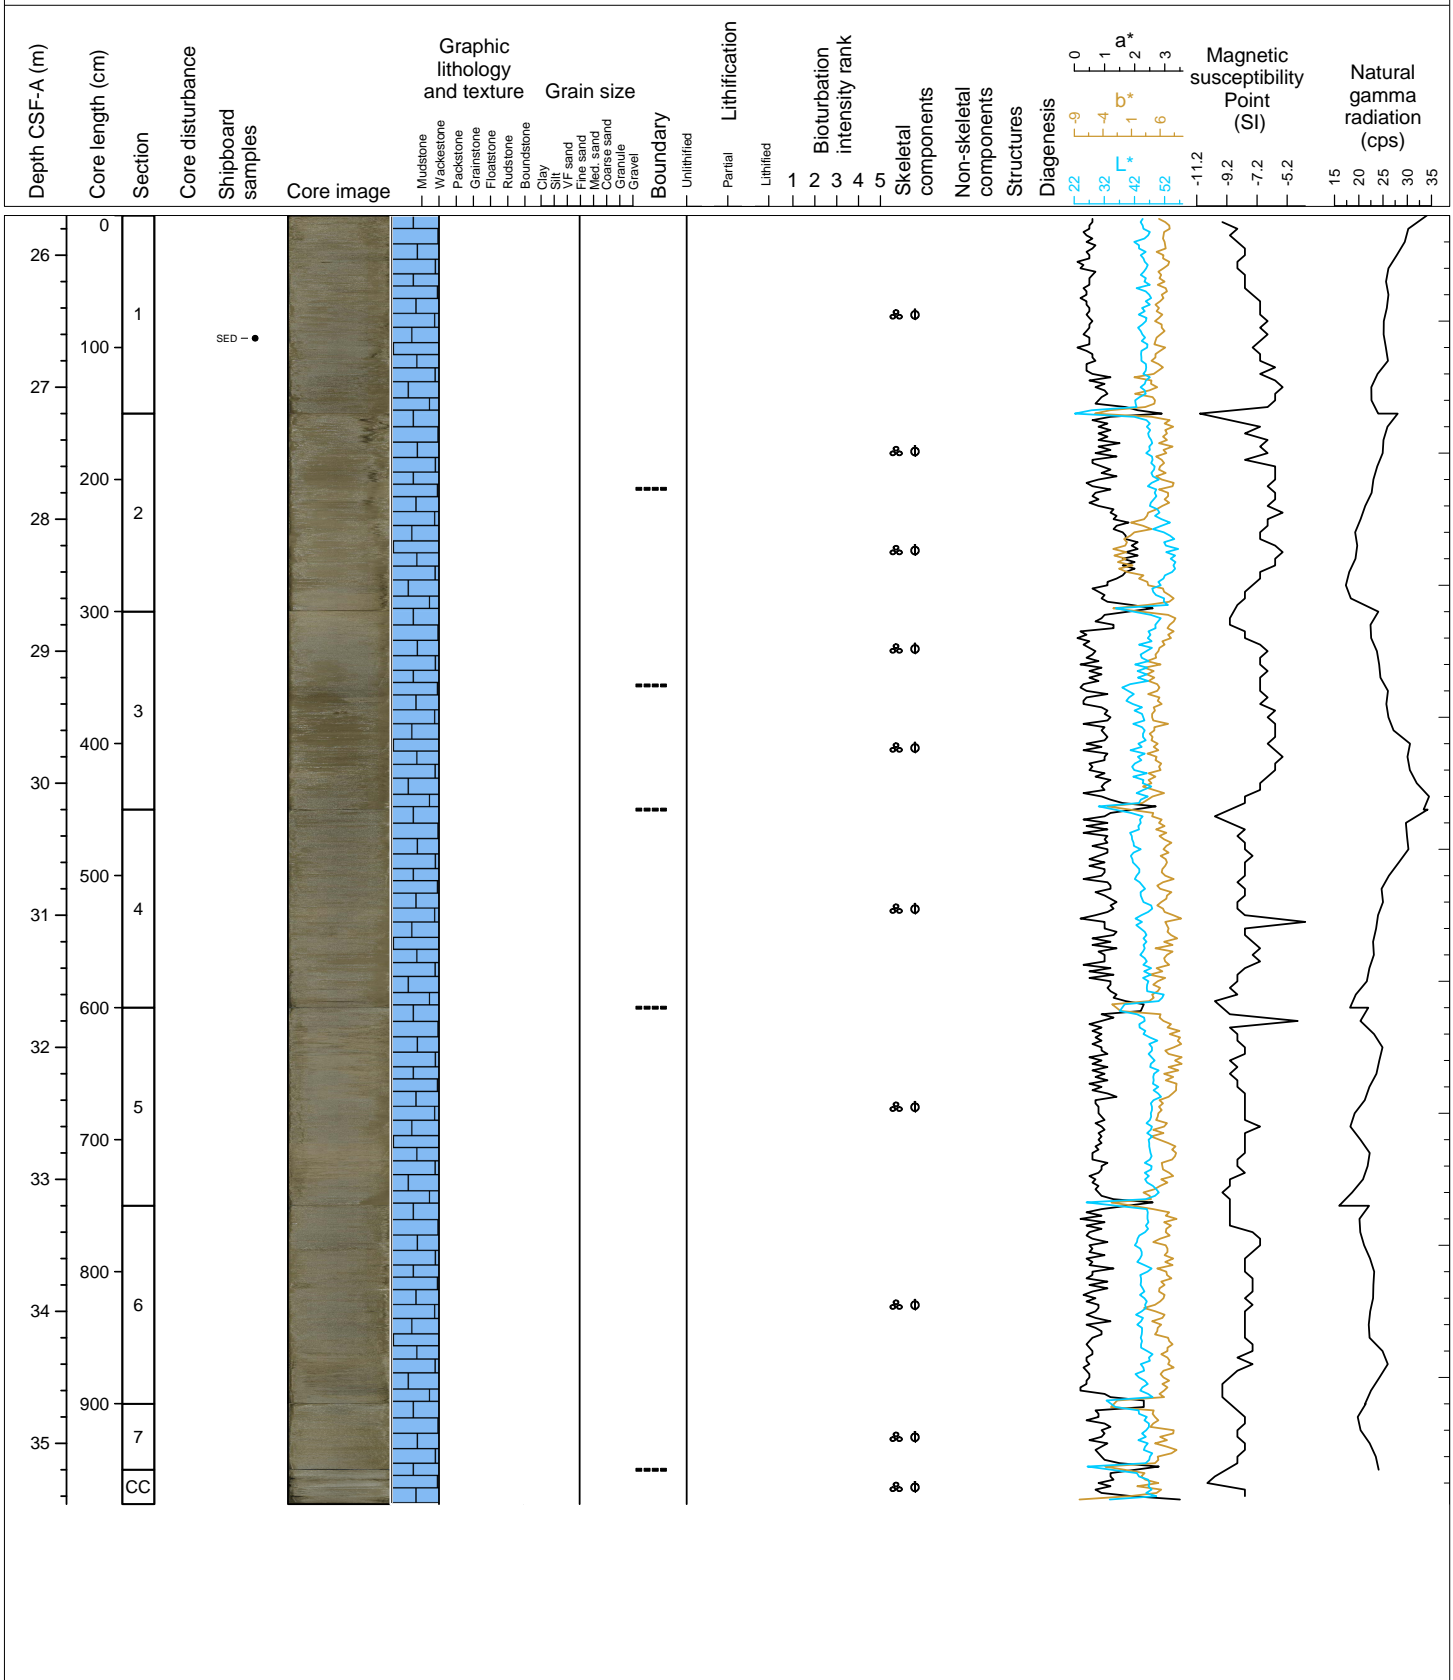 Depth CSF-A (m)
Core length (cm)
Section
Core disturbance
Shipboard
samples
Core image
Graphic
lithology
and texture
Mudstone
Wackestone
Packstone
Grainstone
Floatstone
Rudstone
Boundstone
Grain size
Clay
Silt
VF sand
Fine sand
Med. sand
Coarse sand
Granule
Gravel
Boundary
Lithification
Unlithified
Partial
Lithified
Bioturbation
intensity rank
1 2 3 4 5
Skeletal
components
Non-skeletal
components
Structures
Diagenesis
a*
0 1 2 3
b*
-9 -4 1 6
L*
22 32 42 52
Magnetic
susceptibility
Point
(SI)
-11.2 -9.2 -7.2 -5.2
Natural
gamma
radiation
(cps)
15 20 25 30 35
0
26
1
SED
100
27
200
2
28
300
29
3
400
30
500
4
31
600
32
5
700
33
800
6
34
900
7
35
CC